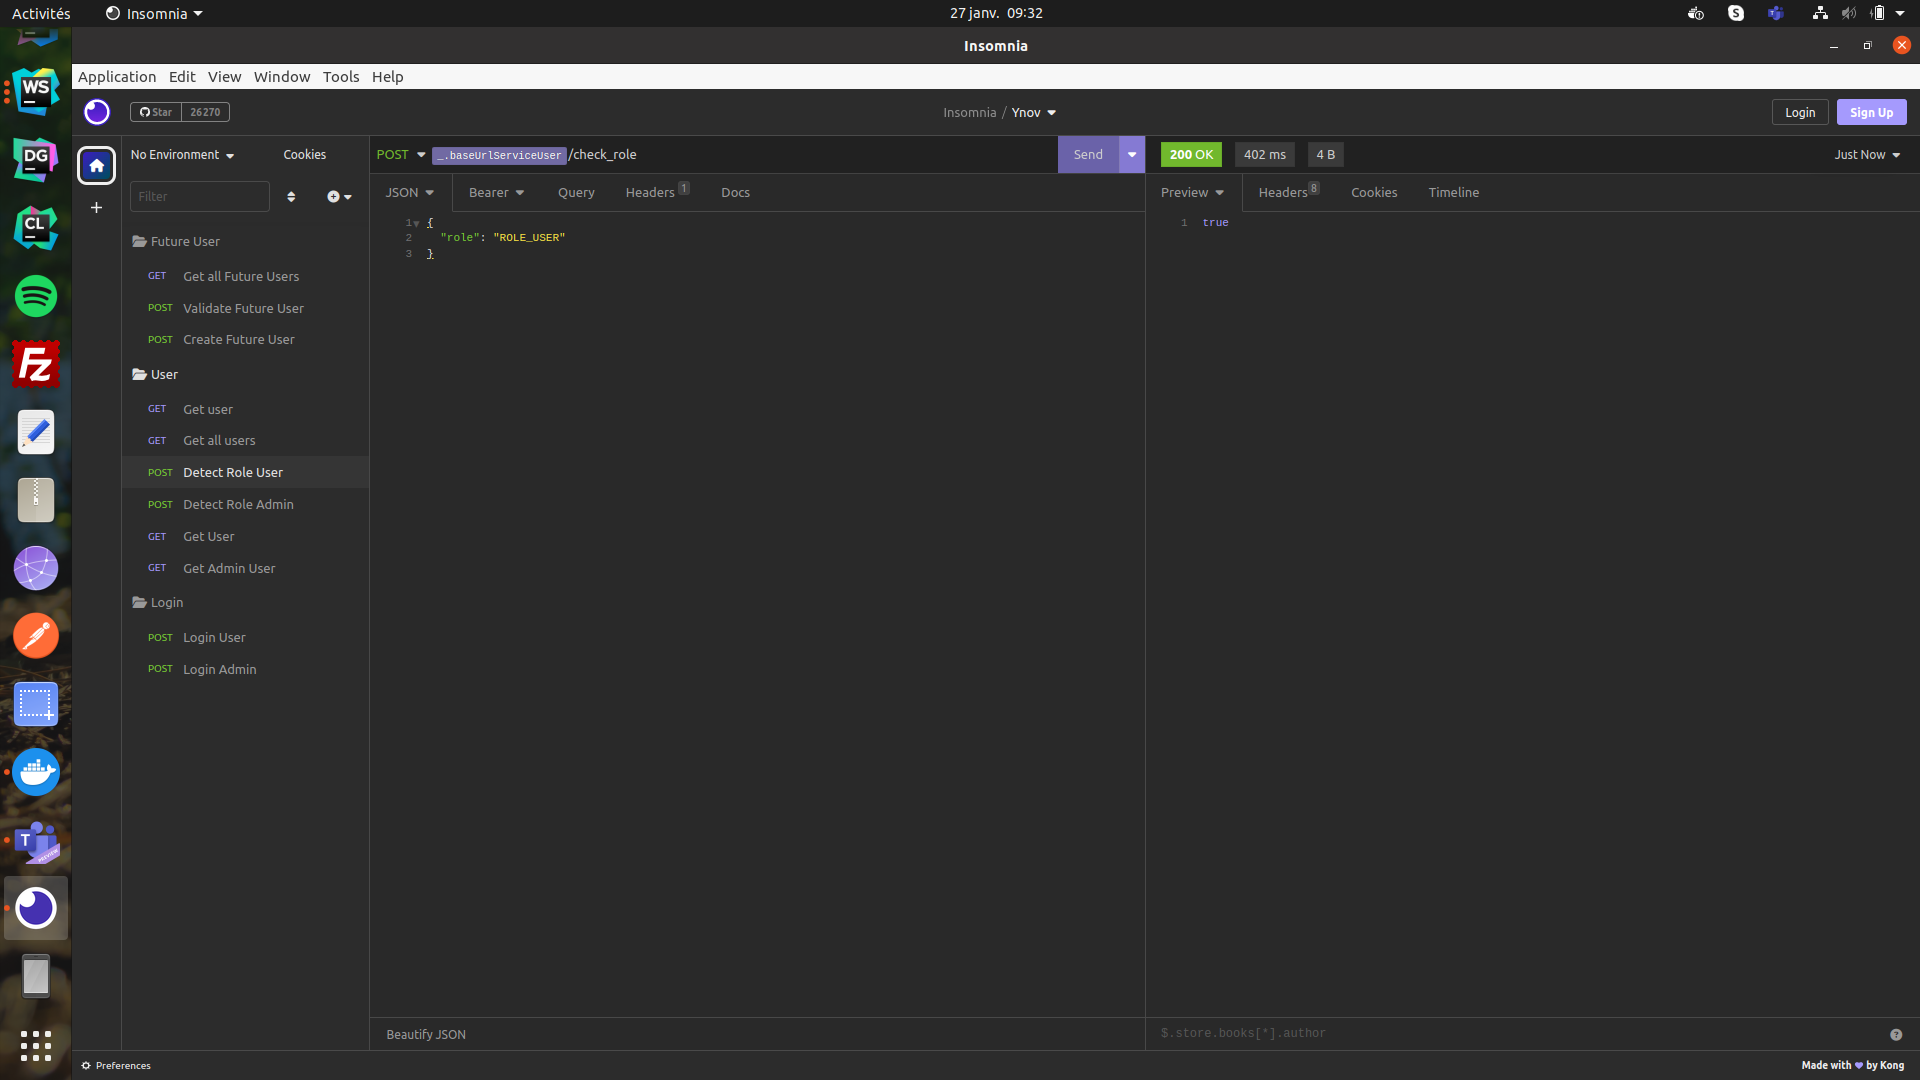 Activités
Insomnia
27 janv. 09:32
Insomnia
Application Edit View Window Tools Help
Star 26270
Insomnia / Ynov
Login
Sign Up
No Environment
Cookies
POST
_.baseUrlServiceUser /check_role
Send
200 OK
402 ms
4 B
Just Now
Filter
JSON
Bearer
Query
Headers 1
Docs
Preview
Headers 8
Cookies
Timeline
1 {
2 "role": "ROLE_USER"
3 }
1 true
Future User
GET Get all Future Users
POST Validate Future User
POST Create Future User
User
GET Get user
GET Get all users
POST Detect Role User
POST Detect Role Admin
GET Get User
GET Get Admin User
Login
POST Login User
POST Login Admin
WS
DG
CL
Fz
T
PREVIEW
Beautify JSON
$.store.books[*].author
Preferences
Made with by Kong